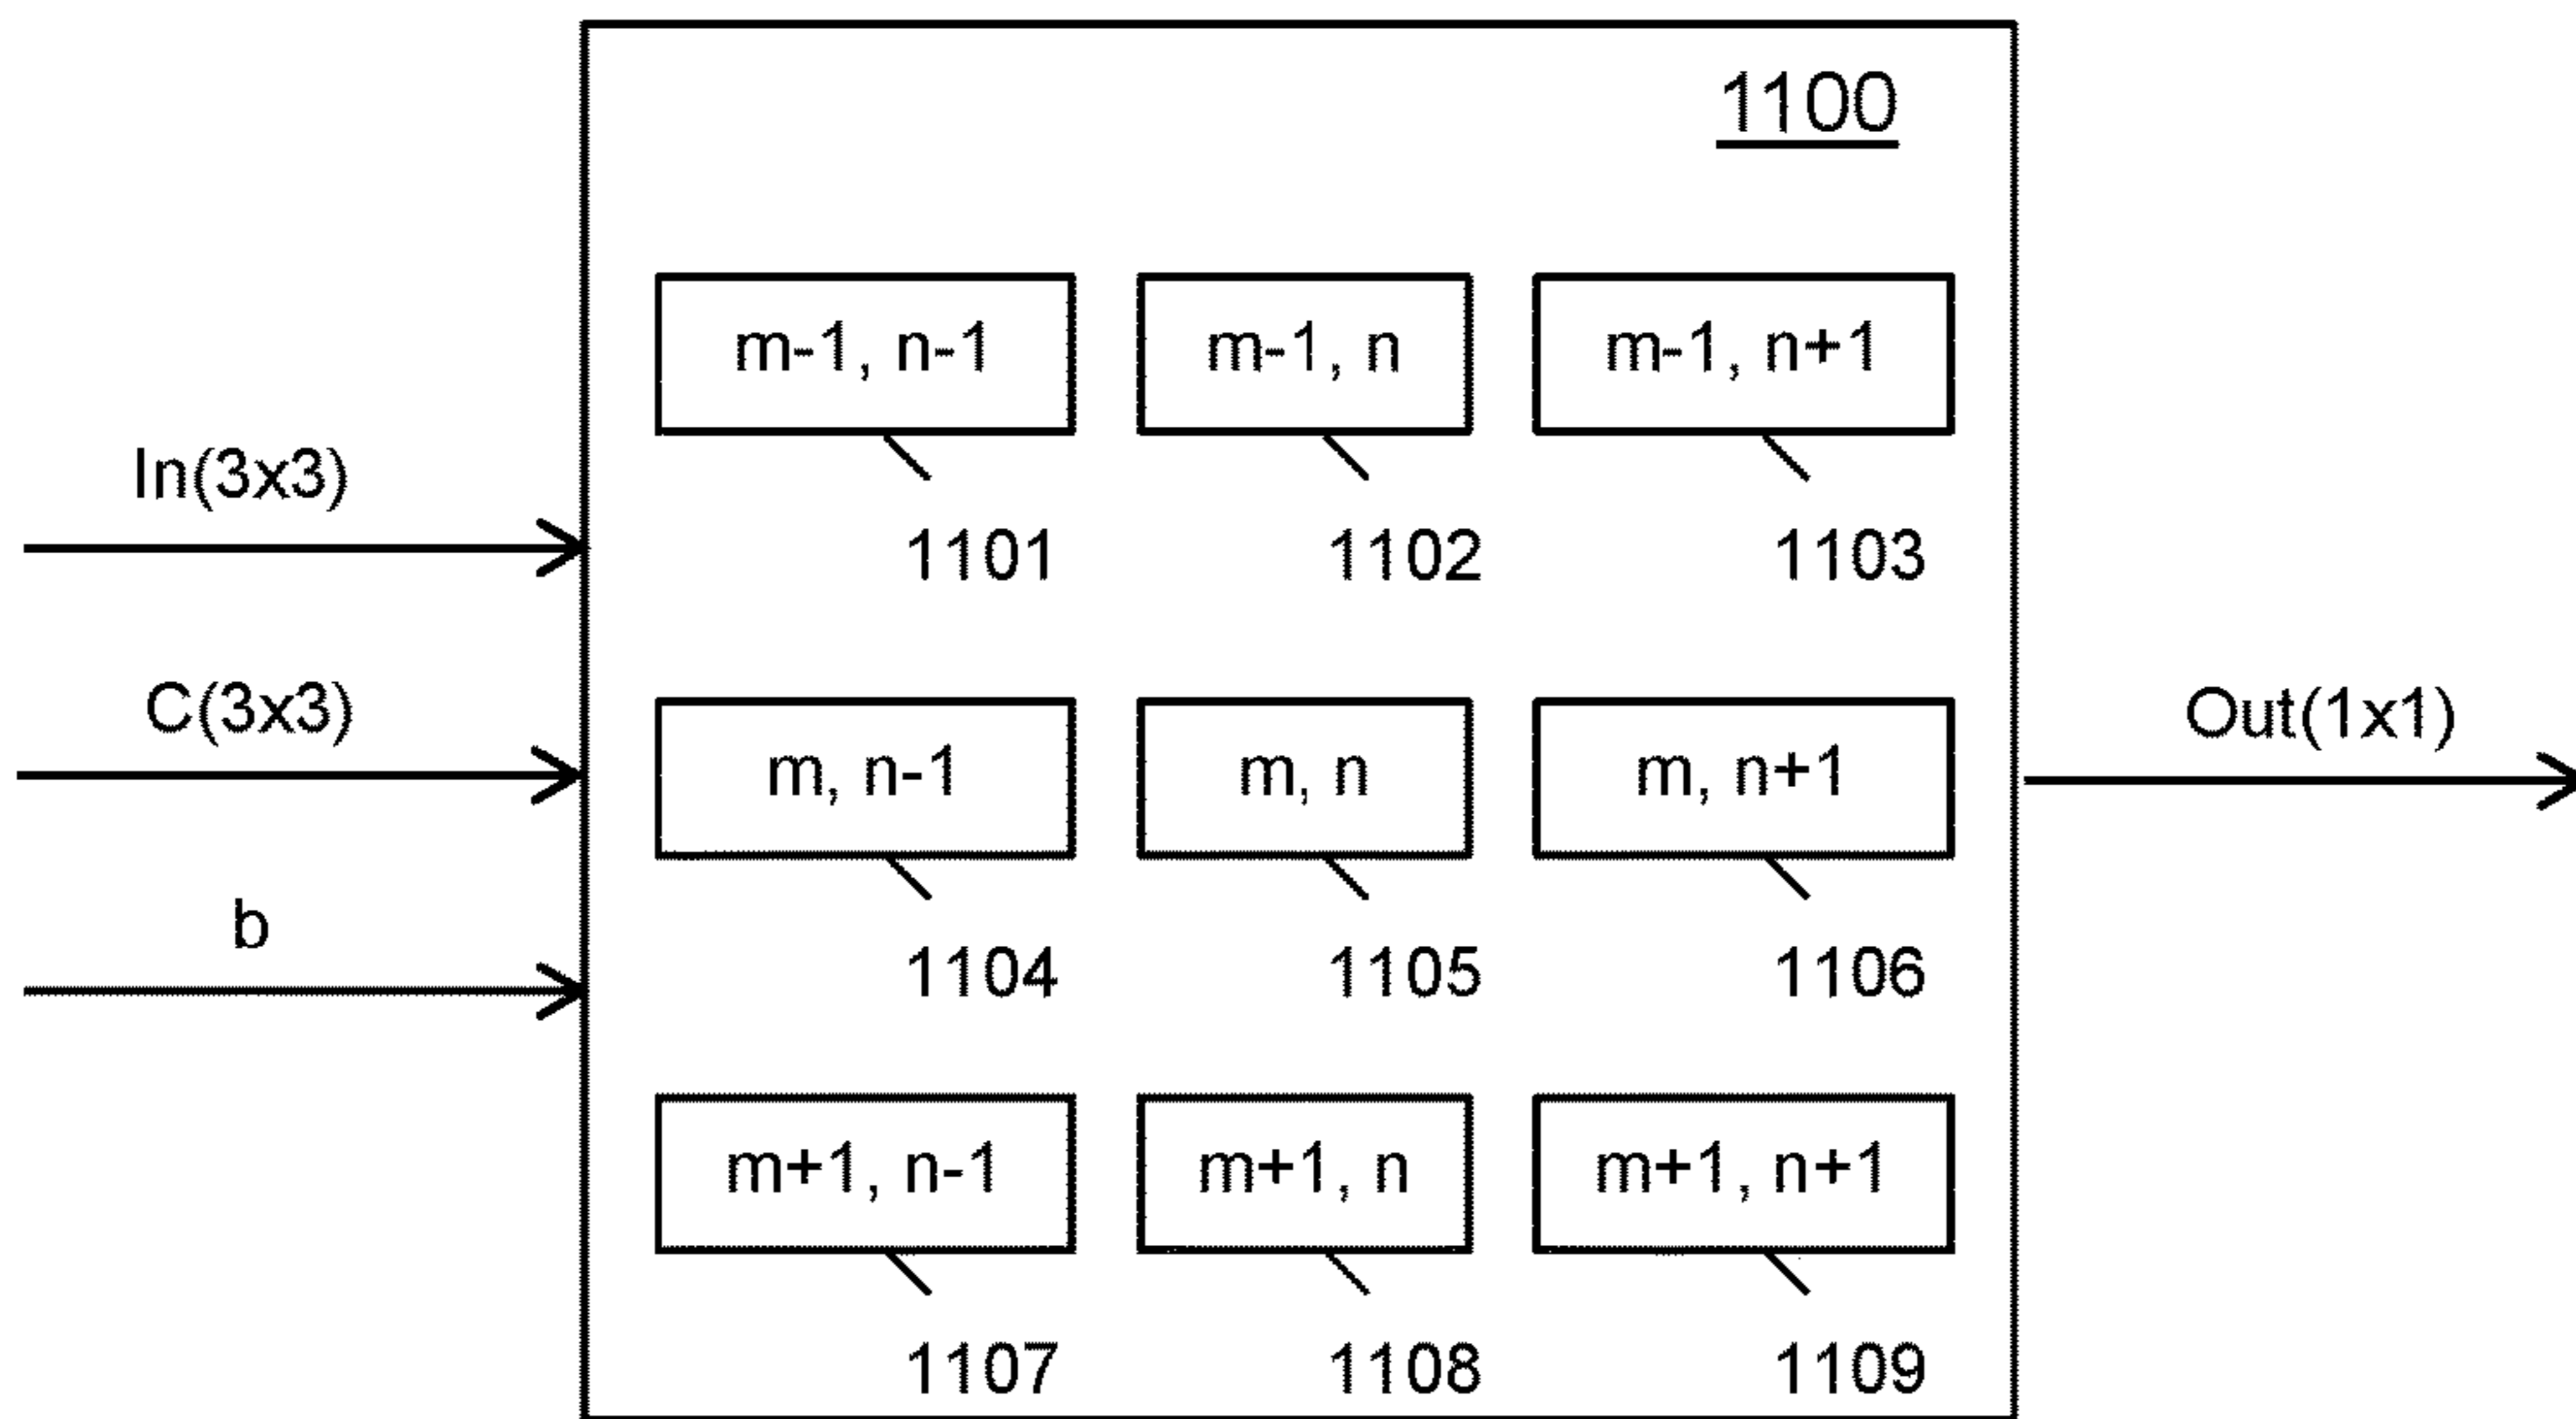 1100
m-1, n-1
m-1, n
m-1, n+1
In(3x3)
1101
1102
1103
C(3x3)
m, n-1
m, n
m, n+1
Out(1x1)
b
1104
1105
1106
m+1, n-1
m+1, n
m+1, n+1
1107
1108
1109